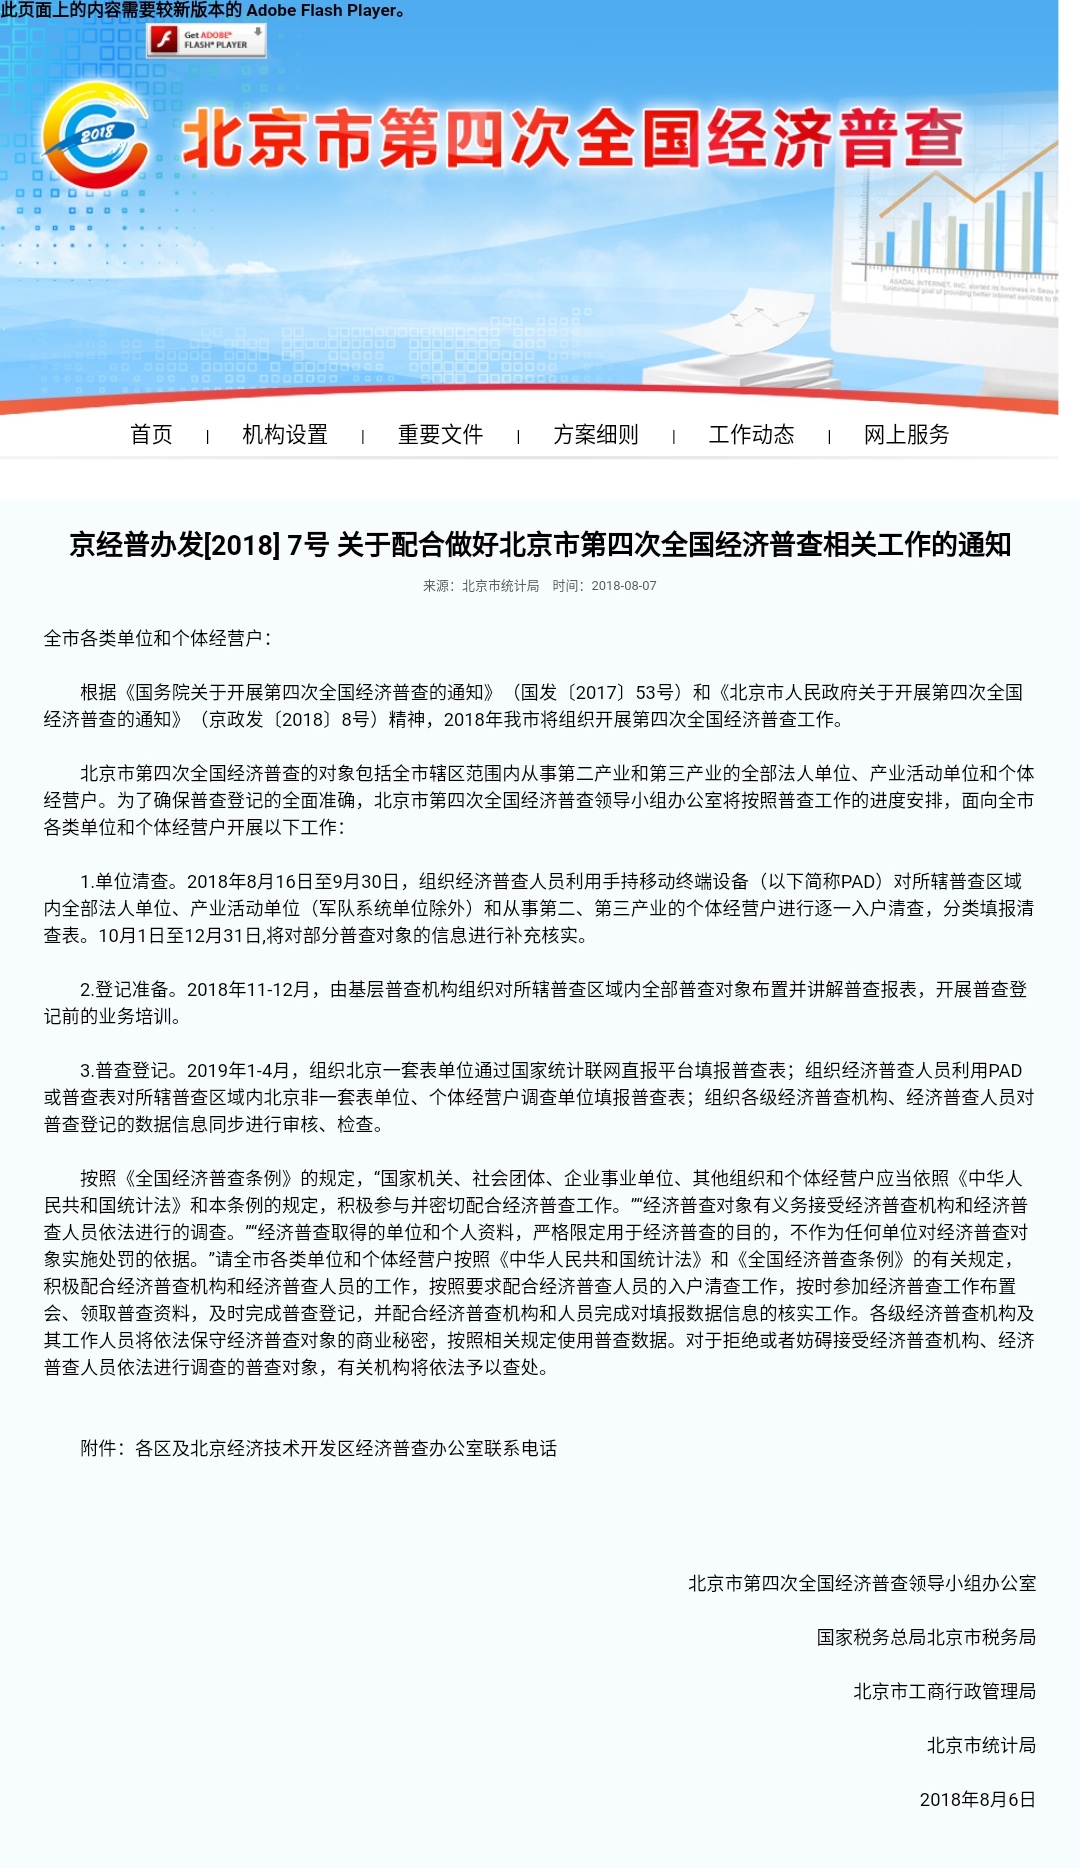 此页面上的内容需要较新版本的 Adobe Flash Player。
Get ADOBE®
FLASH® PLAYER
2018
北京市第四次全国经济普查
ASADAL INTERNET, INC. started its business in Seoul K
fundamental goal of providing better internet services to th
首页 | 机构设置 | 重要文件 | 方案细则 | 工作动态 | 网上服务
京经普办发[2018] 7号 关于配合做好北京市第四次全国经济普查相关工作的通知
来源：北京市统计局 时间：2018-08-07
全市各类单位和个体经营户：
根据《国务院关于开展第四次全国经济普查的通知》（国发〔2017〕53号）和《北京市人民政府关于开展第四次全国
经济普查的通知》（京政发〔2018〕8号）精神，2018年我市将组织开展第四次全国经济普查工作。
北京市第四次全国经济普查的对象包括全市辖区范围内从事第二产业和第三产业的全部法人单位、产业活动单位和个体
经营户。为了确保普查登记的全面准确，北京市第四次全国经济普查领导小组办公室将按照普查工作的进度安排，面向全市
各类单位和个体经营户开展以下工作：
1.单位清查。2018年8月16日至9月30日，组织经济普查人员利用手持移动终端设备（以下简称PAD）对所辖普查区域
内全部法人单位、产业活动单位（军队系统单位除外）和从事第二、第三产业的个体经营户进行逐一入户清查，分类填报清
查表。10月1日至12月31日,将对部分普查对象的信息进行补充核实。
2.登记准备。2018年11-12月，由基层普查机构组织对所辖普查区域内全部普查对象布置并讲解普查报表，开展普查登
记前的业务培训。
3.普查登记。2019年1-4月，组织北京一套表单位通过国家统计联网直报平台填报普查表；组织经济普查人员利用PAD
或普查表对所辖普查区域内北京非一套表单位、个体经营户调查单位填报普查表；组织各级经济普查机构、经济普查人员对
普查登记的数据信息同步进行审核、检查。
按照《全国经济普查条例》的规定，“国家机关、社会团体、企业事业单位、其他组织和个体经营户应当依照《中华人
民共和国统计法》和本条例的规定，积极参与并密切配合经济普查工作。”“经济普查对象有义务接受经济普查机构和经济普
查人员依法进行的调查。”“经济普查取得的单位和个人资料，严格限定用于经济普查的目的，不作为任何单位对经济普查对
象实施处罚的依据。”请全市各类单位和个体经营户按照《中华人民共和国统计法》和《全国经济普查条例》的有关规定，
积极配合经济普查机构和经济普查人员的工作，按照要求配合经济普查人员的入户清查工作，按时参加经济普查工作布置
会、领取普查资料，及时完成普查登记，并配合经济普查机构和人员完成对填报数据信息的核实工作。各级经济普查机构及
其工作人员将依法保守经济普查对象的商业秘密，按照相关规定使用普查数据。对于拒绝或者妨碍接受经济普查机构、经济
普查人员依法进行调查的普查对象，有关机构将依法予以查处。
附件：各区及北京经济技术开发区经济普查办公室联系电话
北京市第四次全国经济普查领导小组办公室
国家税务总局北京市税务局
北京市工商行政管理局
北京市统计局
2018年8月6日